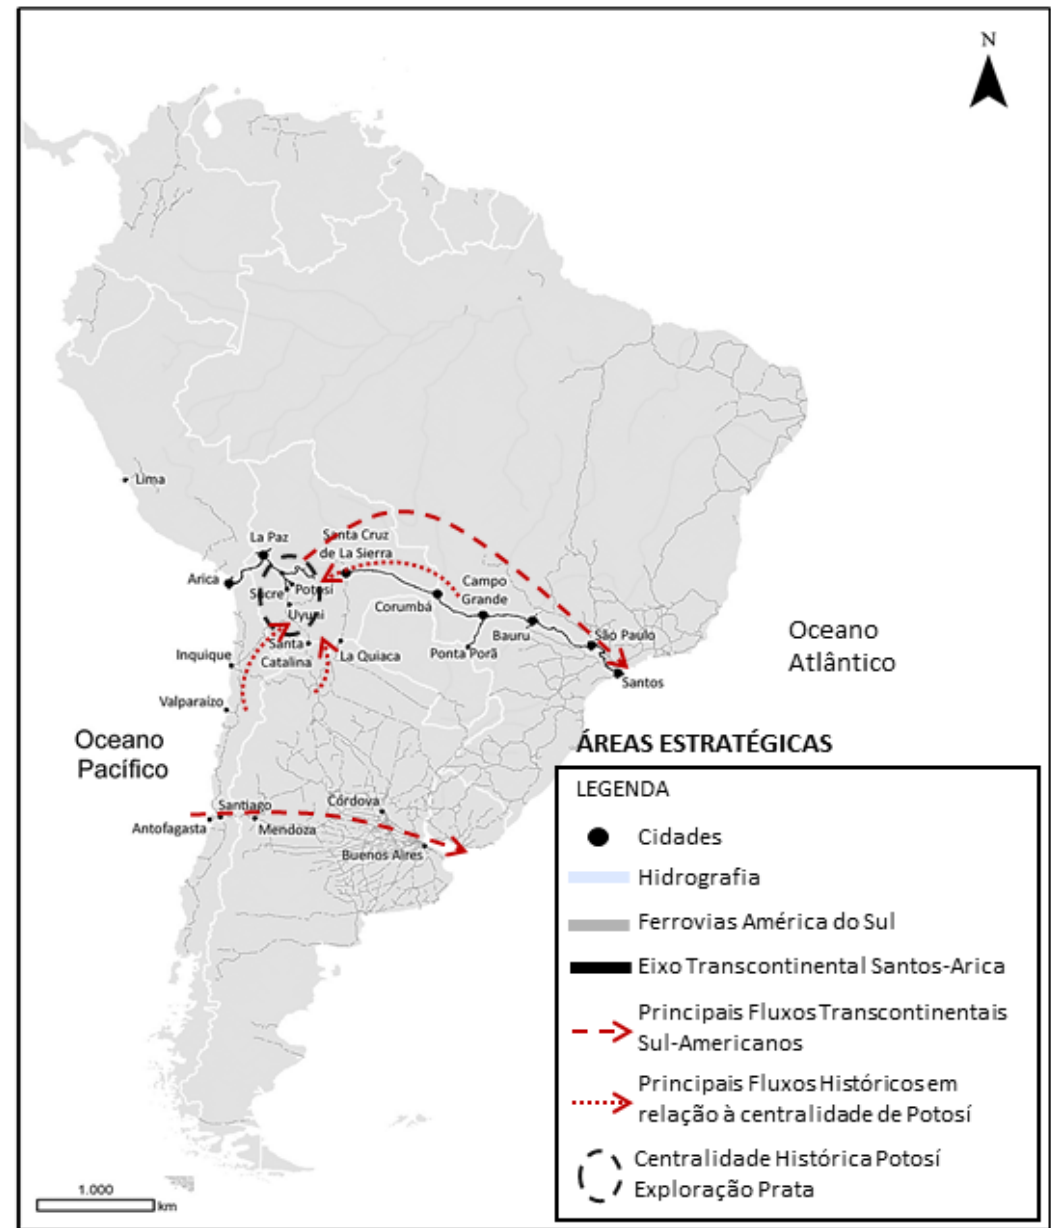 N
Lima
La Paz
Santa Cruz
de La Sierra
Arica
Potosí
Sucre
Uyuni
Corumbá
Campo
Grande
Bauru
São Paulo
Ponta Porã
Santos
Santa
Catalina
La Quiaca
Inquique
Valparaízo
Oceano
Atlântico
Oceano
Pacífico
Santiago
Antofagasta
Mendoza
Córdova
Buenos Aires
ÁREAS ESTRATÉGICAS
LEGENDA
Cidades
Hidrografia
Ferrovias América do Sul
Eixo Transcontinental Santos-Arica
Principais Fluxos Transcontinentais
Sul-Americanos
Principais Fluxos Históricos em
relação à centralidade de Potosí
Centralidade Histórica Potosí
Exploração Prata
1.000
km